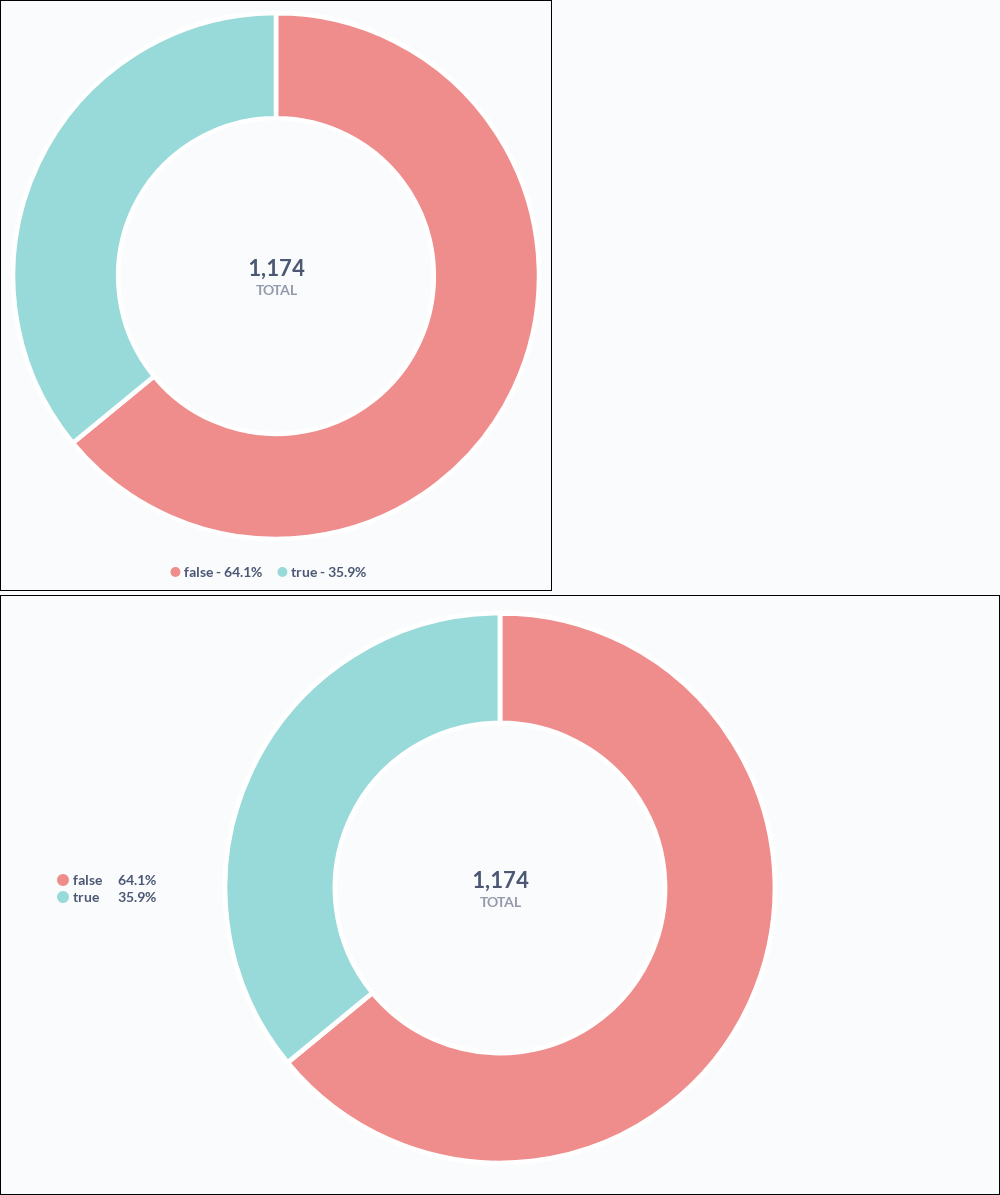 1,174
TOTAL
false - 64.1% true - 35.9%
false 64.1%
true 35.9%
1,174
TOTAL